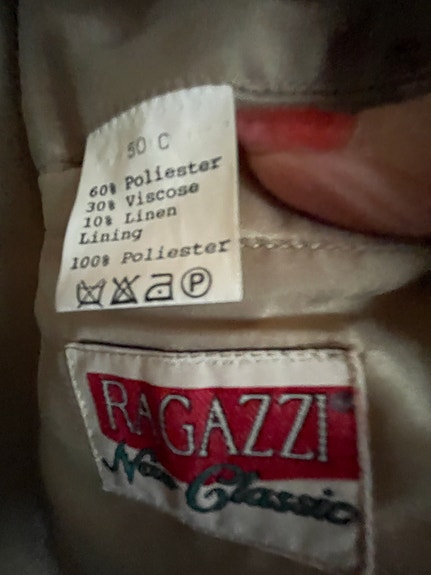 50 C
60% Poliester
30% Viscose
10% Linen
Lining
100% Poliester
P
RAGAZZI
Classic